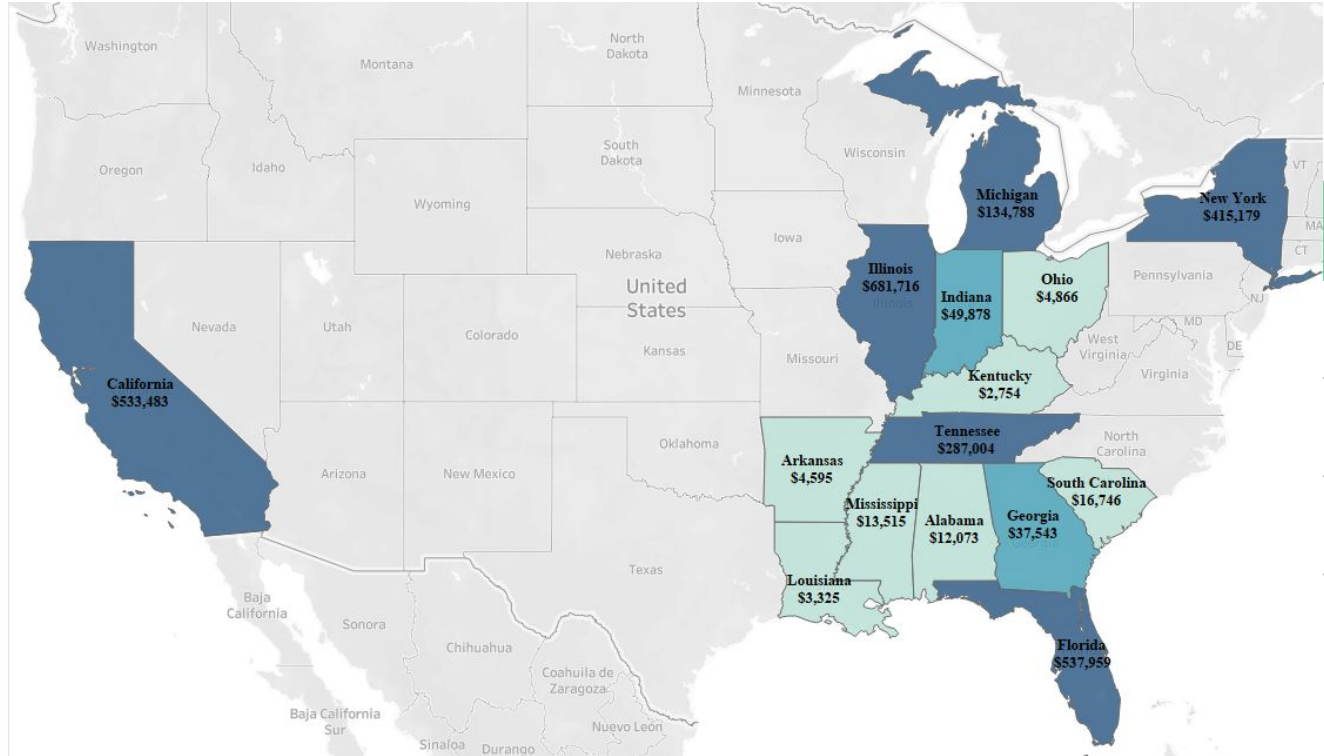 Washington
Montana
North
Dakota
Minnesota
Oregon
Idaho
South
Dakota
Wisconsin
VT
Wyoming
Michigan
$134,788
New York
$415,179
MA
CT
Iowa
Nebraska
Illinois
$681,716
Illinois
Indiana
$49,878
Ohio
$4,866
Pennsylvania
NJ
United
States
Nevada
Utah
Colorado
Kansas
Missouri
MD
West
Virginia
DE
Virginia
Kentucky
$2,754
California
$533,483
Tennessee
$287,004
North
Carolina
Oklahoma
Arizona
New Mexico
Arkansas
$4,595
South Carolina
$16,746
Mississippi
$13,515
Alabama
$12,073
Georgia
$37,543
Georgia
Texas
Louisiana
$3,325
Baja
California
Sonora
Chihuahua
Florida
$537,959
Coahuila de
Zaragoza
Baja California
Sur
Nuevo León
Sinaloa
Durango